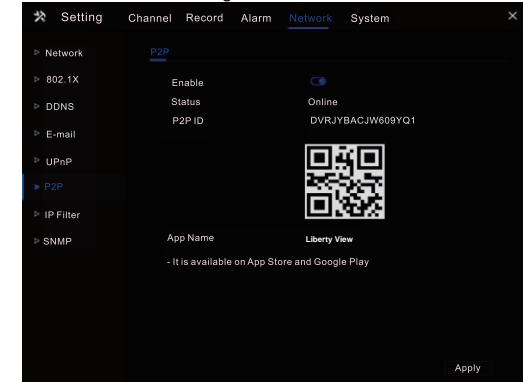 Setting Channel Record Alarm Network System
Network
802.1X
DDNS
E-mail
UPnP
P2P
IP Filter
SNMP
P2P
Enable
Status Online
P2P ID DVRJYBACJW609YQ1
App Name Liberty View
- It is available on App Store and Google Play
Apply